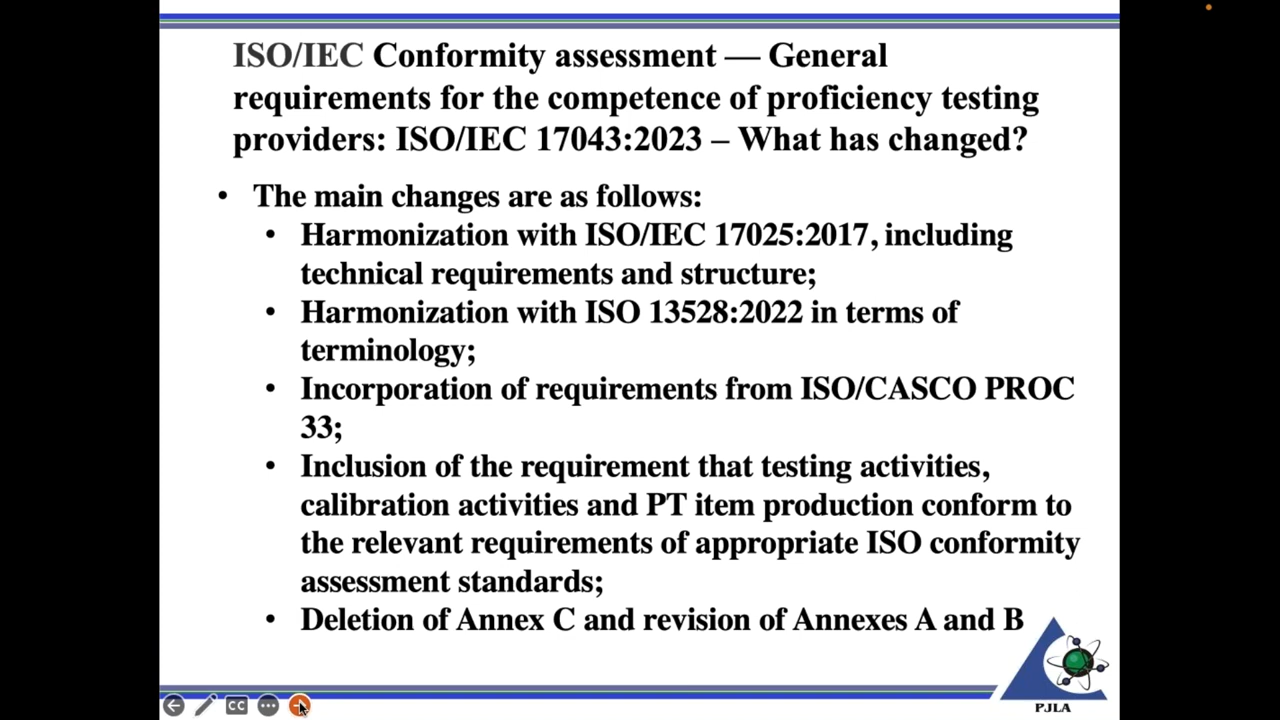 ISO/IEC Conformity assessment — General
requirements for the competence of proficiency testing
providers: ISO/IEC 17043:2023 – What has changed?
• The main changes are as follows:
• Harmonization with ISO/IEC 17025:2017, including
technical requirements and structure;
• Harmonization with ISO 13528:2022 in terms of
terminology;
• Incorporation of requirements from ISO/CASCO PROC
33;
• Inclusion of the requirement that testing activities,
calibration activities and PT item production conform to
the relevant requirements of appropriate ISO conformity
assessment standards;
• Deletion of Annex C and revision of Annexes A and B
PJLA
CC